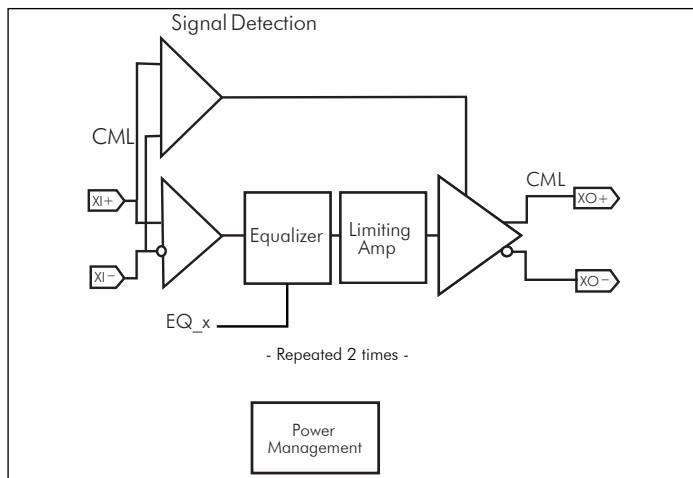 Signal Detection
CML
XI+
XI−
Equalizer
Limiting
Amp
CML
XO+
XO−
EQ_x
- Repeated 2 times -
Power
Management